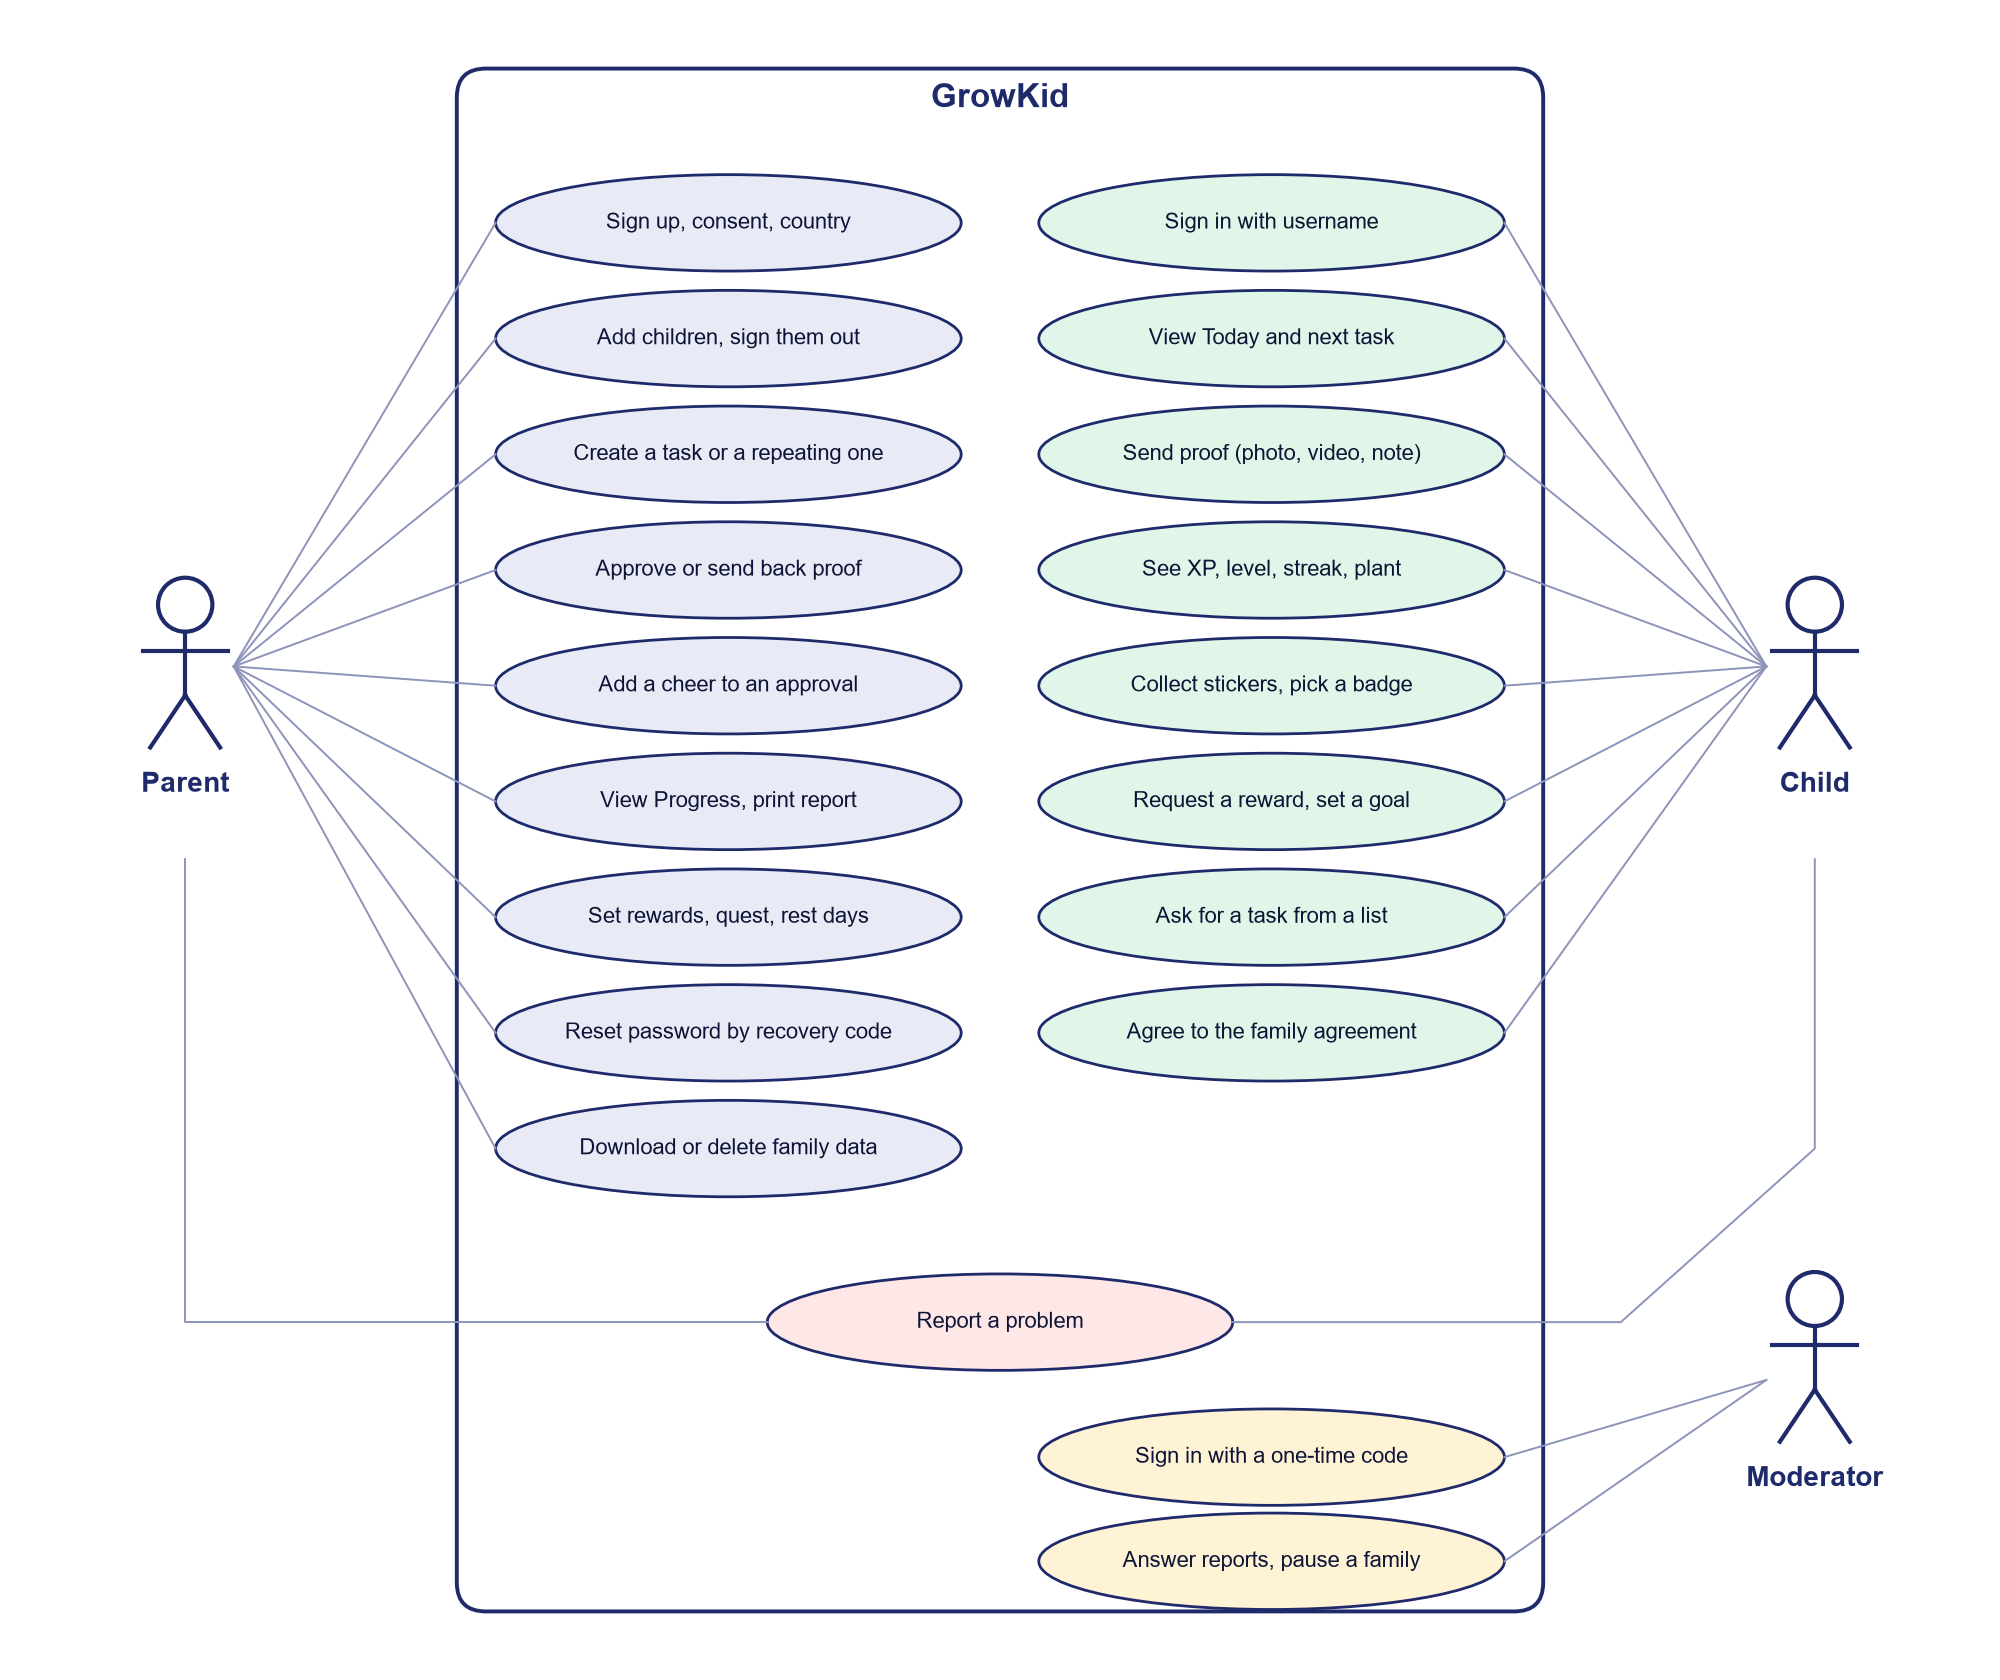 GrowKid
Sign up, consent, country
Add children, sign them out
Create a task or a repeating one
Approve or send back proof
Add a cheer to an approval
View Progress, print report
Set rewards, quest, rest days
Reset password by recovery code
Download or delete family data
Sign in with username
View Today and next task
Send proof (photo, video, note)
See XP, level, streak, plant
Collect stickers, pick a badge
Request a reward, set a goal
Ask for a task from a list
Agree to the family agreement
Parent
Child
Report a problem
Sign in with a one-time code
Answer reports, pause a family
Moderator